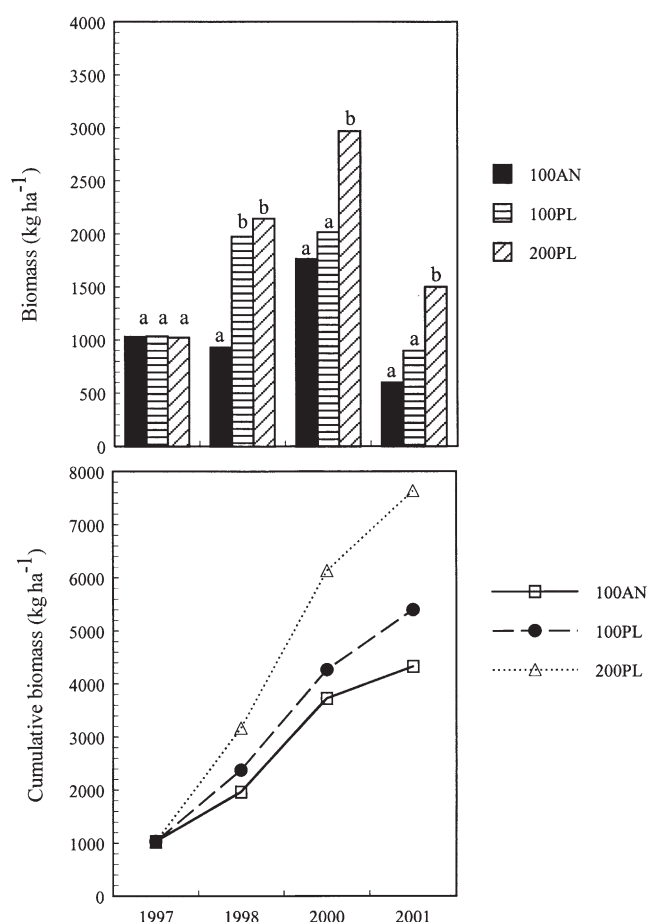 4000
3500
3000
2500
2000
1500
1000
500
0
Biomass (kg ha⁻¹)
a a a
a b b
a a b
a a b
100AN
100PL
200PL
8000
7000
6000
5000
4000
3000
2000
1000
0
Cumulative biomass (kg ha⁻¹)
1997 1998 2000 2001
100AN
100PL
200PL